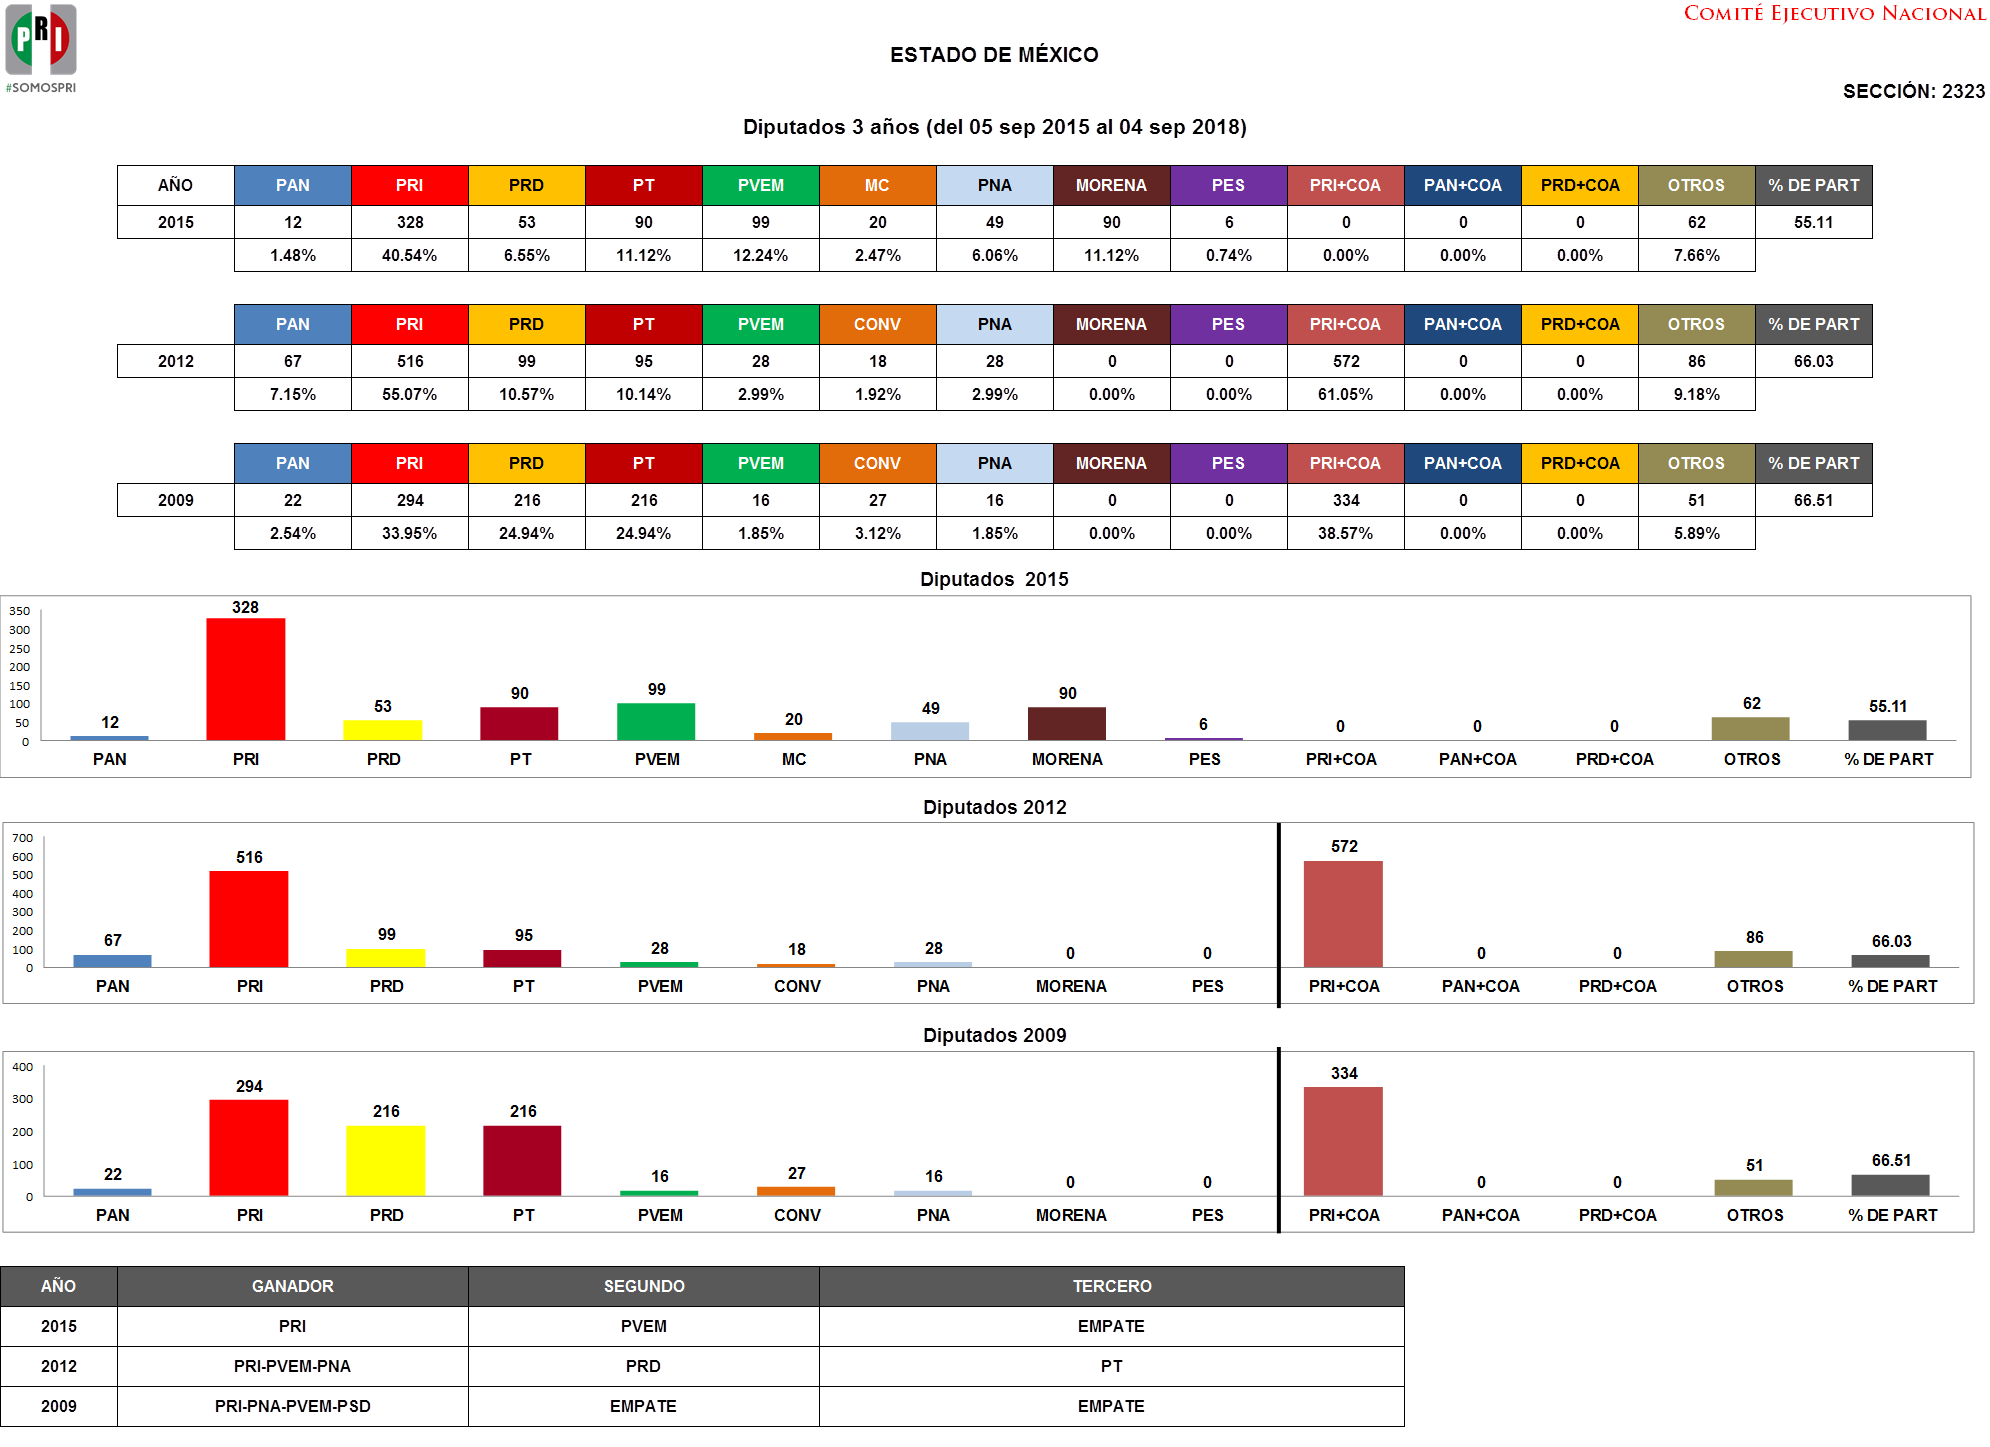 PRI
#SOMOSPRI
COMITÉ EJECUTIVO NACIONAL
ESTADO DE MÉXICO
SECCIÓN: 2323
Diputados 3 años (del 05 sep 2015 al 04 sep 2018)
AÑO PAN PRI PRD PT PVEM MC PNA MORENA PES PRI+COA PAN+COA PRD+COA OTROS % DE PART
2015 12 328 53 90 99 20 49 90 6 0 0 0 62 55.11
1.48% 40.54% 6.55% 11.12% 12.24% 2.47% 6.06% 11.12% 0.74% 0.00% 0.00% 0.00% 7.66%
PAN PRI PRD PT PVEM CONV PNA MORENA PES PRI+COA PAN+COA PRD+COA OTROS % DE PART
2012 67 516 99 95 28 18 28 0 0 572 0 0 86 66.03
7.15% 55.07% 10.57% 10.14% 2.99% 1.92% 2.99% 0.00% 0.00% 61.05% 0.00% 0.00% 9.18%
PAN PRI PRD PT PVEM CONV PNA MORENA PES PRI+COA PAN+COA PRD+COA OTROS % DE PART
2009 22 294 216 216 16 27 16 0 0 334 0 0 51 66.51
2.54% 33.95% 24.94% 24.94% 1.85% 3.12% 1.85% 0.00% 0.00% 38.57% 0.00% 0.00% 5.89%
Diputados 2015
350
300
250
200
150
100
50
0
12 328 53 90 99 20 49 90 6 0 0 0 62 55.11
PAN PRI PRD PT PVEM MC PNA MORENA PES PRI+COA PAN+COA PRD+COA OTROS % DE PART
Diputados 2012
700
600
500
400
300
200
100
0
67 516 99 95 28 18 28 0 0 572 0 0 86 66.03
PAN PRI PRD PT PVEM CONV PNA MORENA PES PRI+COA PAN+COA PRD+COA OTROS % DE PART
Diputados 2009
400
300
200
100
0
22 294 216 216 16 27 16 0 0 334 0 0 51 66.51
PAN PRI PRD PT PVEM CONV PNA MORENA PES PRI+COA PAN+COA PRD+COA OTROS % DE PART
AÑO GANADOR SEGUNDO TERCERO
2015 PRI PVEM EMPATE
2012 PRI-PVEM-PNA PRD PT
2009 PRI-PNA-PVEM-PSD EMPATE EMPATE